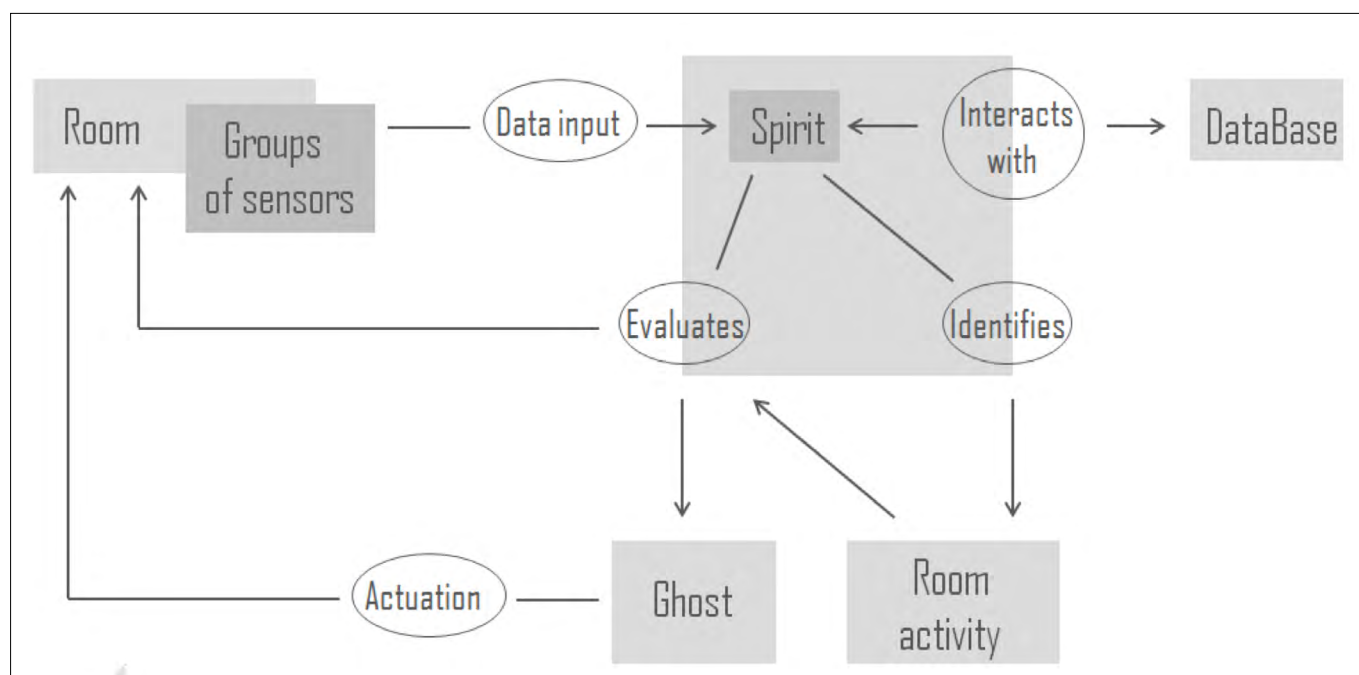 Room
Groups
of sensors
Data input
Spirit
Interacts
with
DataBase
Evaluates
Identifies
Actuation
Ghost
Room
activity